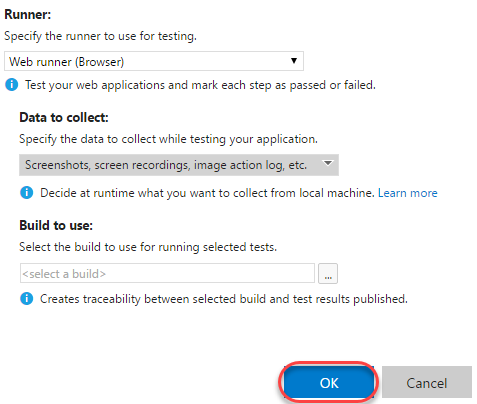 Runner:
Specify the runner to use for testing.
Web runner (Browser)
Test your web applications and mark each step as passed or failed.
Data to collect:
Specify the data to collect while testing your application.
Screenshots, screen recordings, image action log, etc.
Decide at runtime what you want to collect from local machine. Learn more
Build to use:
Select the build to use for running selected tests.
<select a build> ...
Creates traceability between selected build and test results published.
OK Cancel